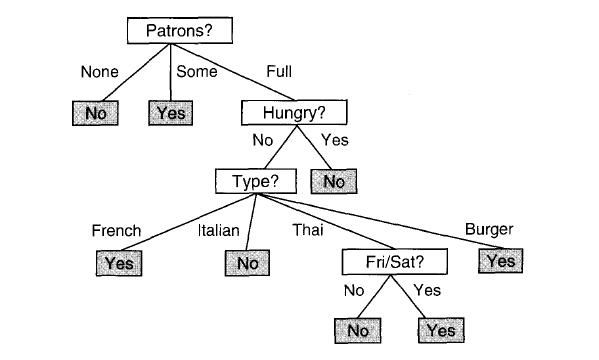 Patrons?
None Some Full
No Yes Hungry?
No Yes
Type? No
French Italian Thai Burger
Yes No Fri/Sat? Yes
No Yes
No Yes